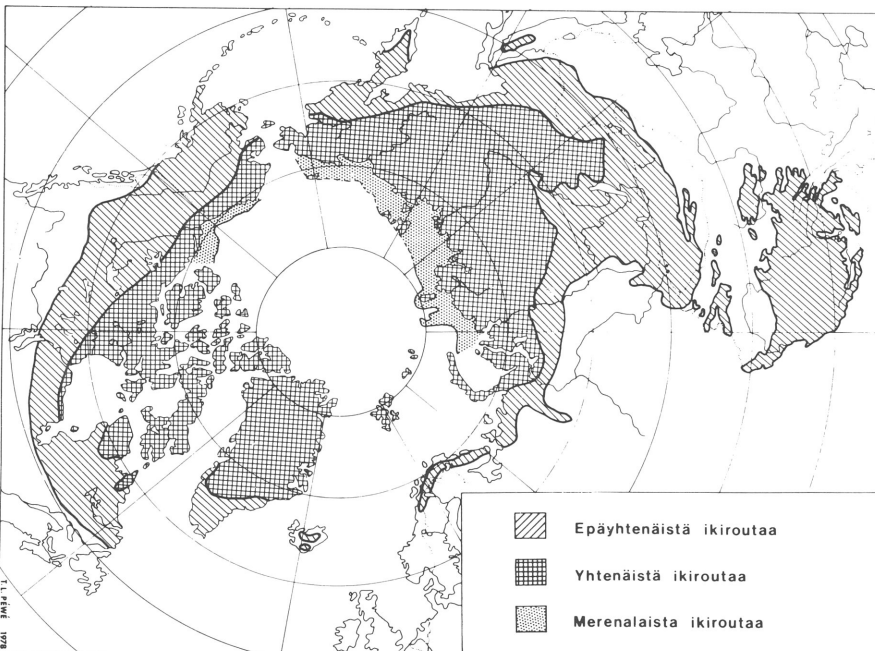 Epäyhtenäistä ikiroutaa
Yhtenäistä ikiroutaa
Merenalaista ikiroutaa
T. L. PÉWÉ 1978